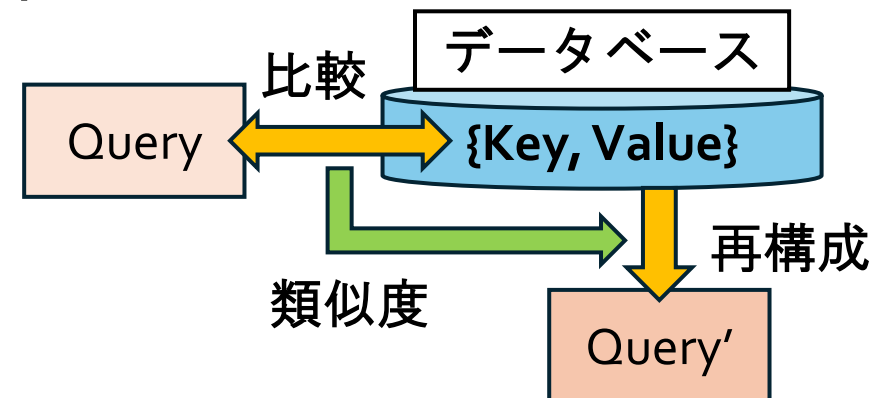 データベース
比較
Query
{Key, Value}
再構成
類似度
Query′